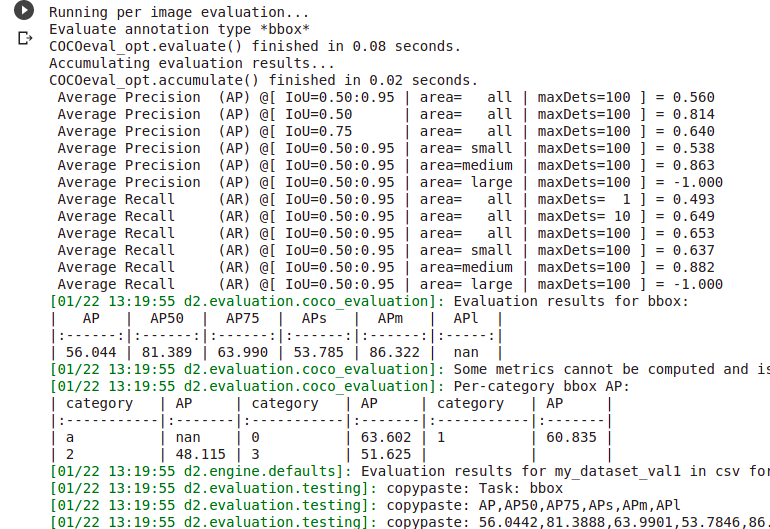 Running per image evaluation...
Evaluate annotation type *bbox*
COCOeval_opt.evaluate() finished in 0.08 seconds.
Accumulating evaluation results...
COCOeval_opt.accumulate() finished in 0.02 seconds.
 Average Precision  (AP) @[ IoU=0.50:0.95 | area=   all | maxDets=100 ] = 0.560
 Average Precision  (AP) @[ IoU=0.50      | area=   all | maxDets=100 ] = 0.814
 Average Precision  (AP) @[ IoU=0.75      | area=   all | maxDets=100 ] = 0.640
 Average Precision  (AP) @[ IoU=0.50:0.95 | area= small | maxDets=100 ] = 0.538
 Average Precision  (AP) @[ IoU=0.50:0.95 | area=medium | maxDets=100 ] = 0.863
 Average Precision  (AP) @[ IoU=0.50:0.95 | area= large | maxDets=100 ] = -1.000
 Average Recall     (AR) @[ IoU=0.50:0.95 | area=   all | maxDets=  1 ] = 0.493
 Average Recall     (AR) @[ IoU=0.50:0.95 | area=   all | maxDets= 10 ] = 0.649
 Average Recall     (AR) @[ IoU=0.50:0.95 | area=   all | maxDets=100 ] = 0.653
 Average Recall     (AR) @[ IoU=0.50:0.95 | area= small | maxDets=100 ] = 0.637
 Average Recall     (AR) @[ IoU=0.50:0.95 | area=medium | maxDets=100 ] = 0.882
 Average Recall     (AR) @[ IoU=0.50:0.95 | area= large | maxDets=100 ] = -1.000
[01/22 13:19:55 d2.evaluation.coco_evaluation]: Evaluation results for bbox:
|   AP   |  AP50  |  AP75  |  APs   |  APm   |  APl  |
|:------:|:------:|:------:|:------:|:------:|:-----:|
| 56.044 | 81.389 | 63.990 | 53.785 | 86.322 |  nan  |
[01/22 13:19:55 d2.evaluation.coco_evaluation]: Some metrics cannot be computed and is
[01/22 13:19:55 d2.evaluation.coco_evaluation]: Per-category bbox AP:
| category   | AP     | category   | AP     | category   | AP     |
|:-----------|:-------|:-----------|:-------|:-----------|:-------|
| a          | nan    | 0          | 63.602 | 1          | 60.835 |
| 2          | 48.115 | 3          | 51.625 |            |        |
[01/22 13:19:55 d2.engine.defaults]: Evaluation results for my_dataset_val1 in csv for
[01/22 13:19:55 d2.evaluation.testing]: copypaste: Task: bbox
[01/22 13:19:55 d2.evaluation.testing]: copypaste: AP,AP50,AP75,APs,APm,APl
[01/22 13:19:55 d2.evaluation.testing]: copypaste: 56.0442,81.3888,63.9901,53.7846,86.